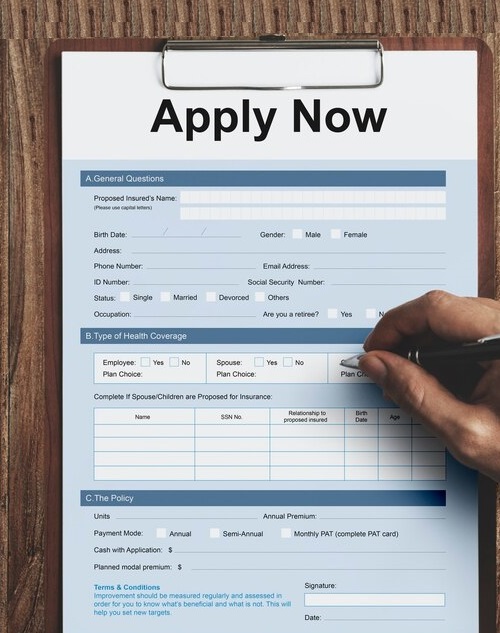 Apply Now
A.General Questions
Proposed Insured's Name:
(Please use capital letters)
Birth Date: / / Gender: Male Female
Address:
Phone Number: Email Address:
ID Number: Social Security Number:
Status: Single Married Davorced Others
Occupation: Are you a retiree? Yes
B.Type of Health Coverage
Employee: Yes No Spouse: Yes No
Plan Choice: Plan Choice: Plan
Complete If Spouse/Children are Proposed for Insurance:
Name SSN No. Relationship to proposed insured Birth Date Age
C.The Policy
Units Annual Premium:
Payment Mode: Annual Semi-Annual Monthly PAT (complete PAT card)
Cash with Application: $
Planned modal premium: $
Terms & Conditions Signature:
Improvement should be measured regularly and assessed in
order for you to know what's beneficial and what is not. This will
help you set new targets.
Date: